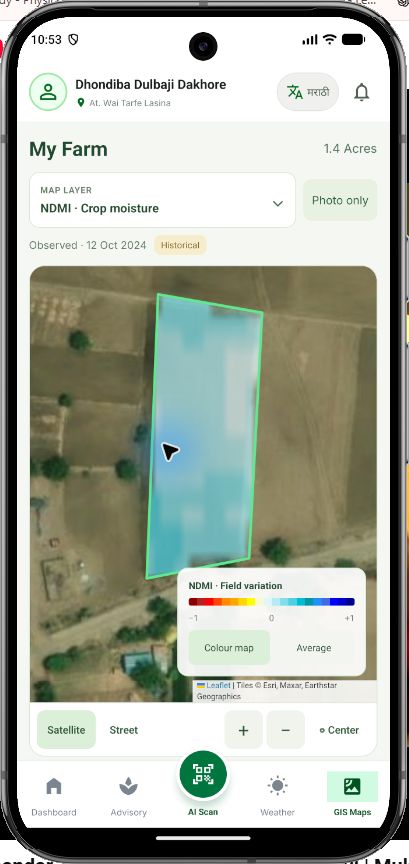 10:53
Dhondiba Dulbaji Dakhore
At. Wai Tarfe Lasina
मराठी
My Farm
1.4 Acres
MAP LAYER
NDMI · Crop moisture
Photo only
Observed · 12 Oct 2024
Historical
NDMI · Field variation
−1 0 +1
Colour map
Average
Leaflet | Tiles © Esri, Maxar, Earthstar
Geographics
Satellite
Street
+
−
Center
Dashboard
Advisory
AI Scan
Weather
GIS Maps